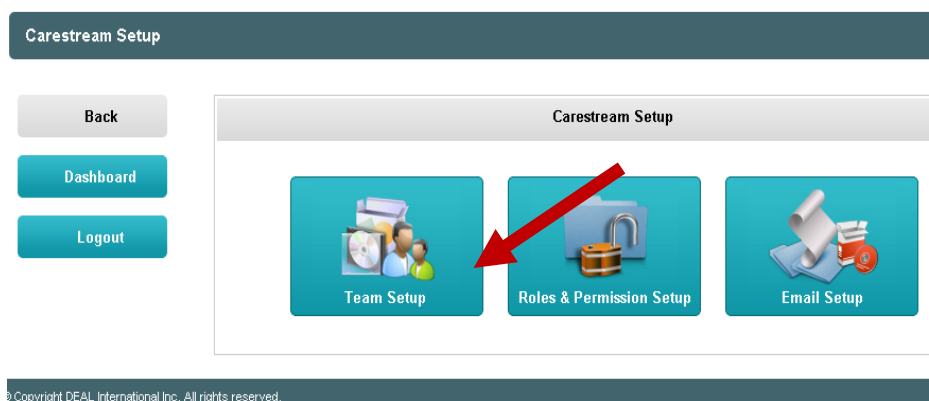 Carestream Setup
Back
Carestream Setup
Dashboard
Logout
Team Setup
Roles & Permission Setup
Email Setup
© Copyright DEAL International Inc. All rights reserved.